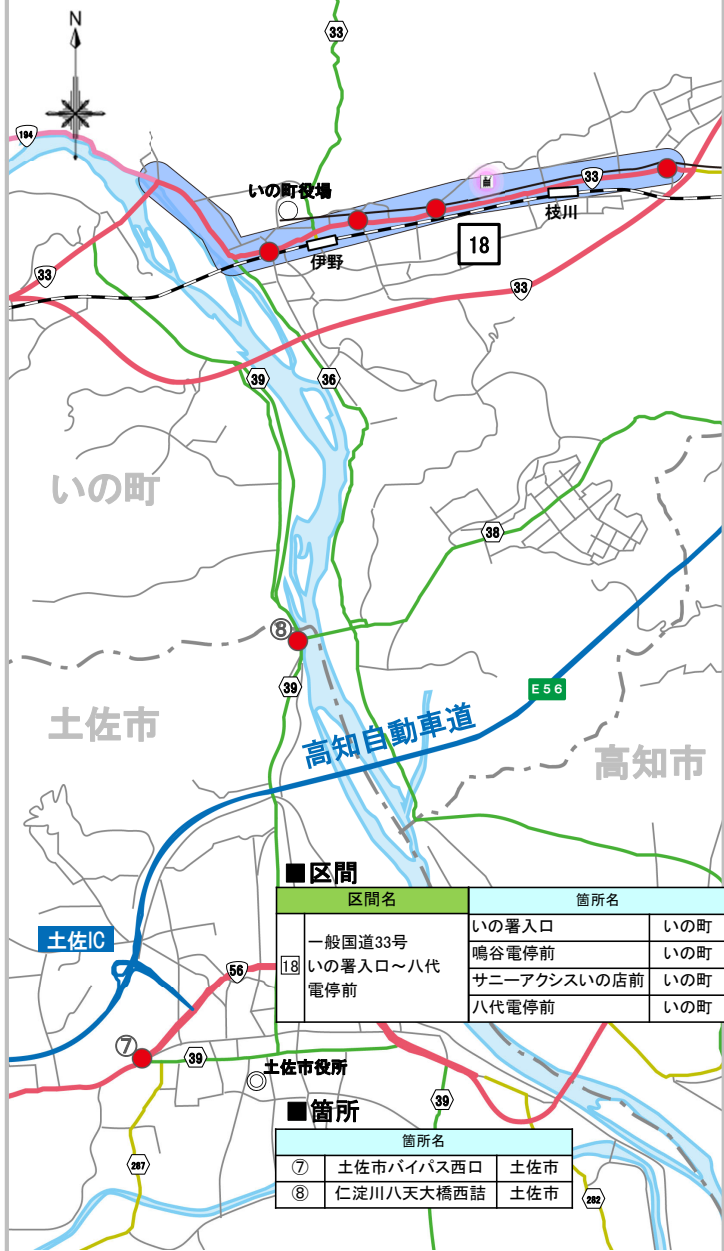 N
33
194
いの町役場
33
枝川
18
伊野
33
33
39
36
いの町
38
⑧
39
E56
土佐市
高知自動車道
高知市
■区間
区間名
箇所名
18
一般国道33号
いの署入口～八代
電停前
いの署入口 いの町
鳴谷電停前 いの町
サニーアクシスいの店前 いの町
八代電停前 いの町
土佐IC
56
⑦
39
土佐市役所
39
■箇所
箇所名
⑦ 土佐市バイパス西口 土佐市
⑧ 仁淀川八天大橋西詰 土佐市
267
282